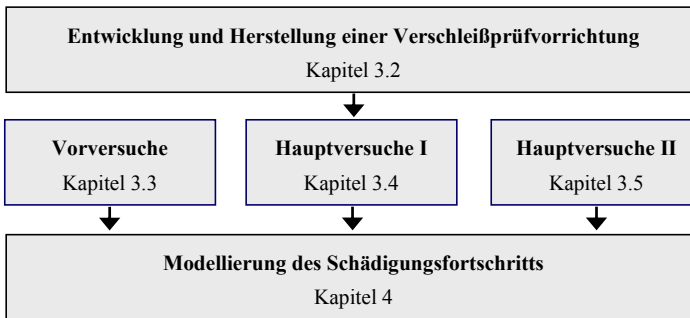 Entwicklung und Herstellung einer Verschleißprüfvorrichtung
Kapitel 3.2
Vorversuche
Kapitel 3.3
Hauptversuche I
Kapitel 3.4
Hauptversuche II
Kapitel 3.5
Modellierung des Schädigungsfortschritts
Kapitel 4